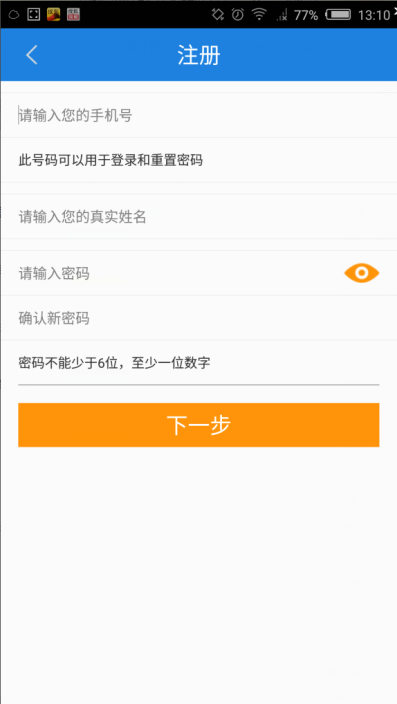 77% 13:10
注册
请输入您的手机号
此号码可以用于登录和重置密码
请输入您的真实姓名
请输入密码
确认新密码
密码不能少于6位，至少一位数字
下一步